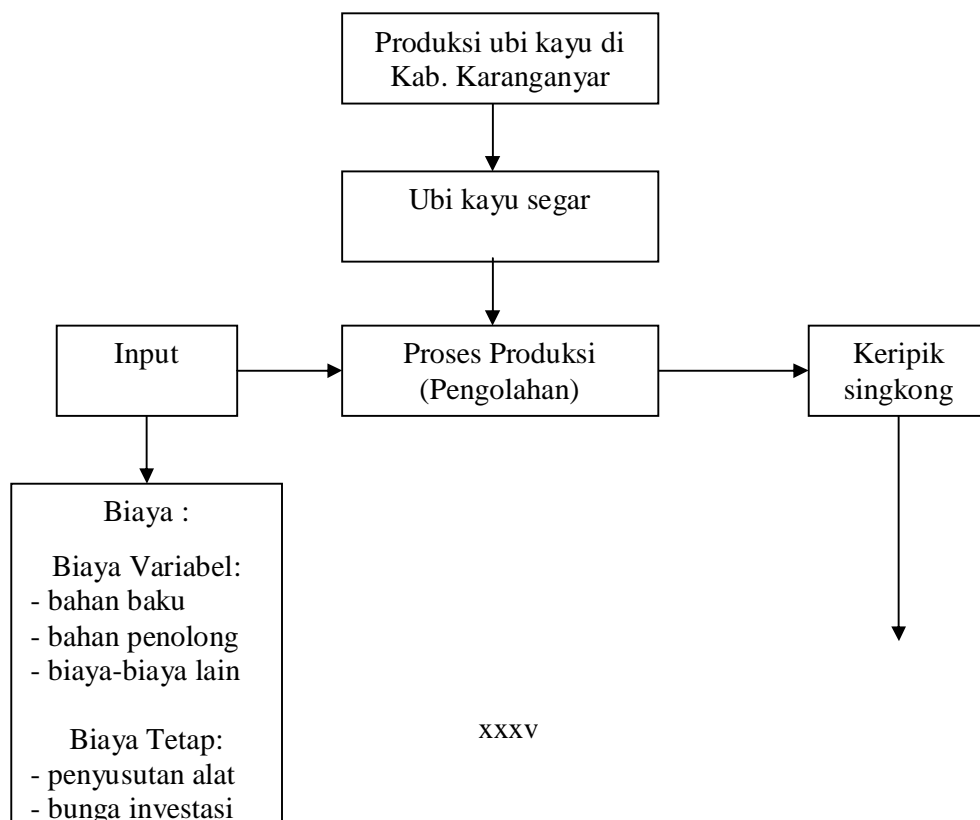 Produksi ubi kayu di
Kab. Karanganyar
Ubi kayu segar
Input
Proses Produksi
(Pengolahan)
Keripik
singkong
Biaya :
Biaya Variabel:
- bahan baku
- bahan penolong
- biaya-biaya lain
Biaya Tetap:
- penyusutan alat
- bunga investasi
xxxv